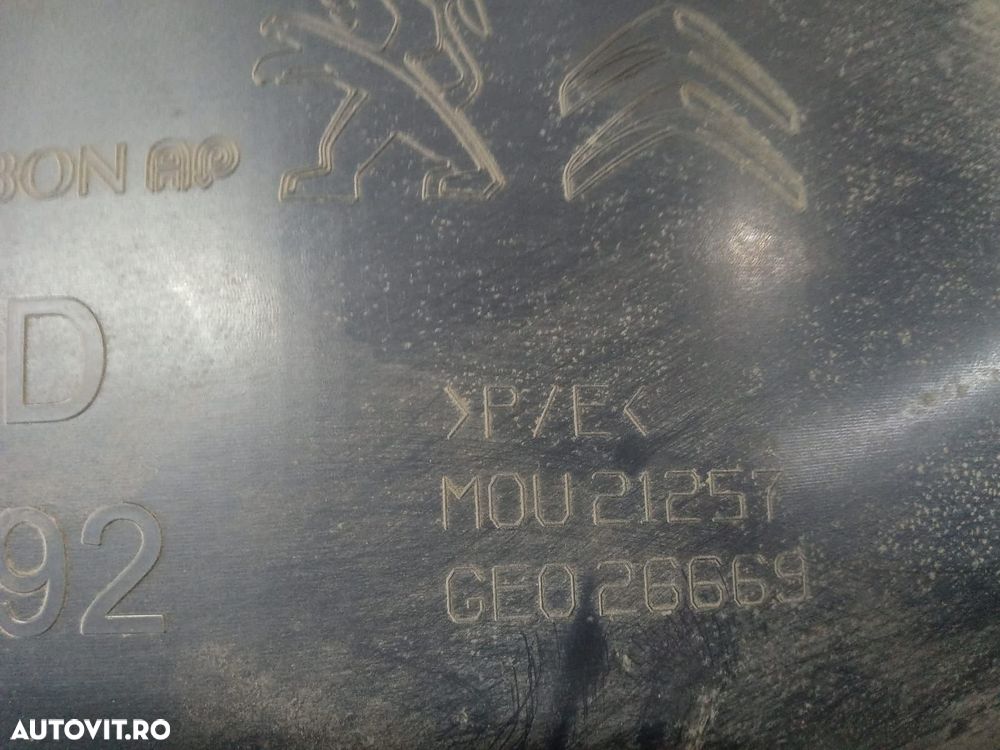 BON AP
D
>P/E<
MOU 21257
92
GEO 26669
AUTOVIT.RO